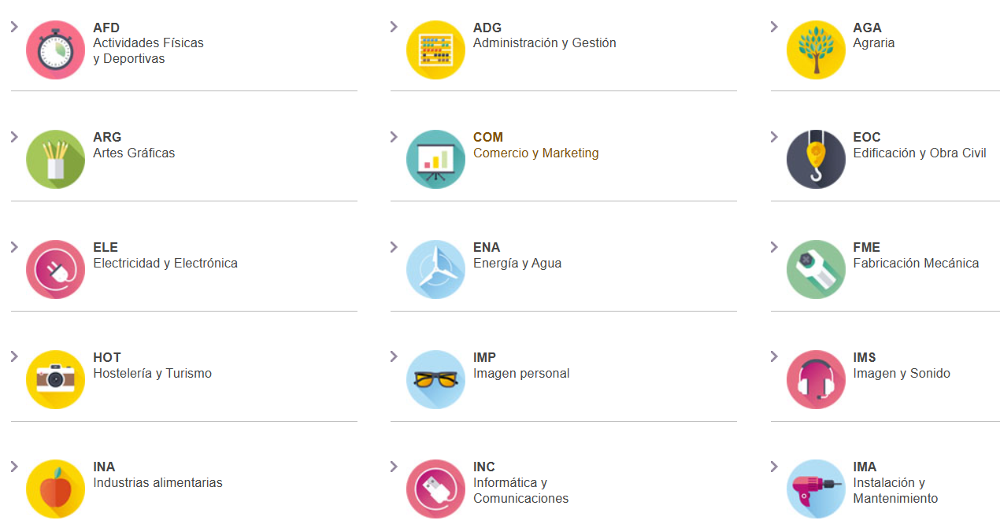 AFD
Actividades Físicas
y Deportivas
ADG
Administración y Gestión
AGA
Agraria
ARG
Artes Gráficas
COM
Comercio y Marketing
EOC
Edificación y Obra Civil
ELE
Electricidad y Electrónica
ENA
Energía y Agua
FME
Fabricación Mecánica
HOT
Hostelería y Turismo
IMP
Imagen personal
IMS
Imagen y Sonido
INA
Industrias alimentarias
INC
Informática y
Comunicaciones
IMA
Instalación y
Mantenimiento